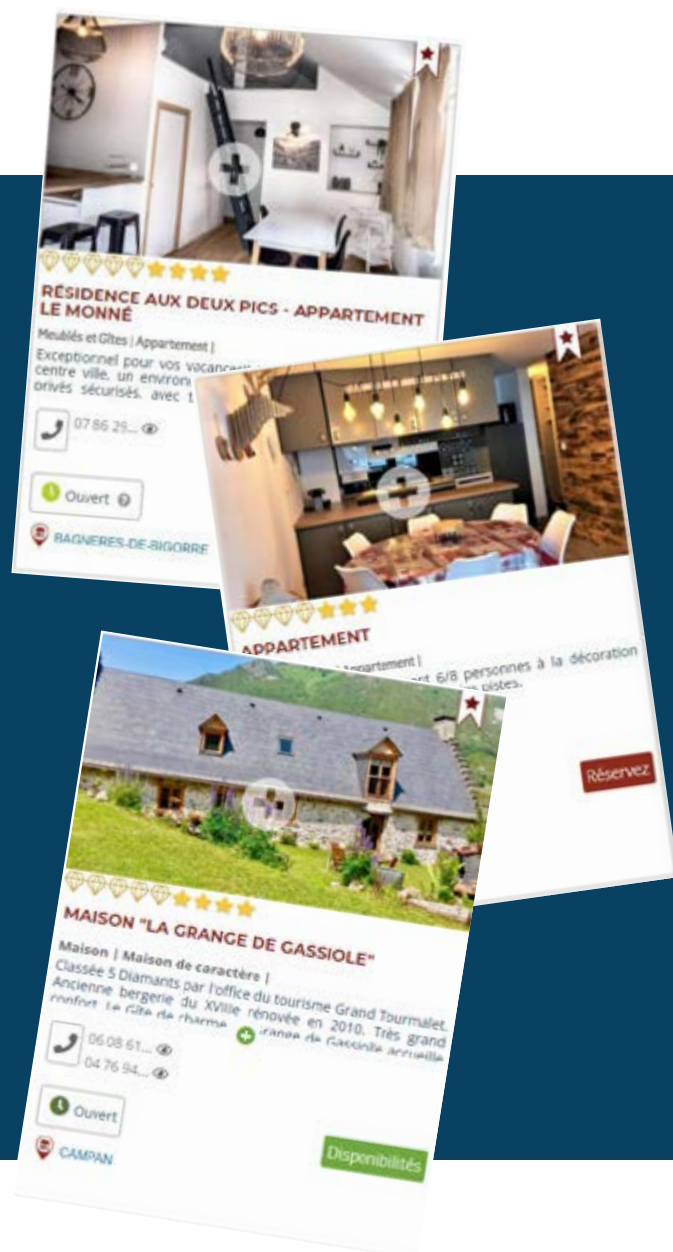 RÉSIDENCE AUX DEUX PICS - APPARTEMENT
LE MONNÉ
Meublés et Gîtes | Appartement |
Exceptionnel pour vos vacances
centre ville, un environ
privés sécurisés, avec t
07 86 29...
Ouvert
BAGNERES-DE-BIGORRE
APPARTEMENT
Appartement |
6/8 personnes à la décoration
pistes.
Réservez
MAISON "LA GRANGE DE GASSIOLE"
Maison | Maison de caractère |
Classée 5 Diamants par l'office du tourisme Grand Tourmalet.
Ancienne bergerie du XVIIIe rénovée en 2010. Très grand
confort. Le Gîte de charme
Grange de Gassiolle accueille
06 08 61...
04 76 94...
Ouvert
CAMPAN
Disponibilités